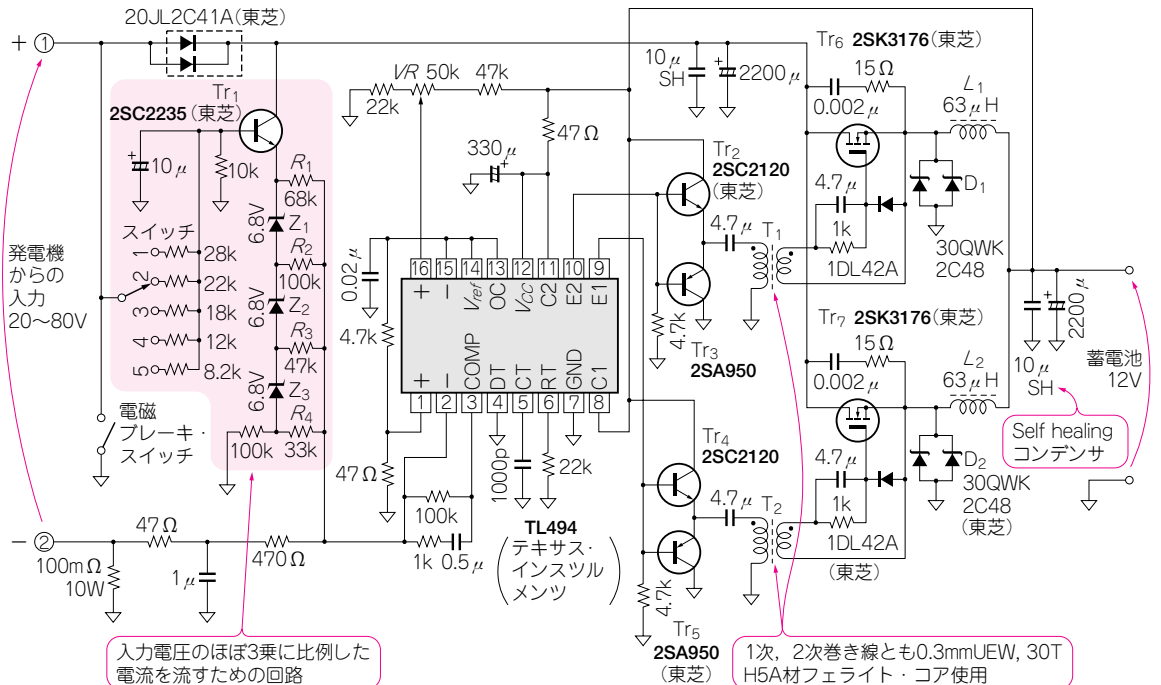 20JL2C41A(東芝)
+ ①
Tr1
2SC2235(東芝)
10μ
10k
R1
68k
6.8V
Z1
R2
100k
6.8V
Z2
R3
47k
6.8V
Z3
R4
33k
100k
スイッチ
1
28k
2
22k
3
18k
4
12k
5
8.2k
発電機
からの
入力
20〜80V
電磁
ブレーキ・
スイッチ
− ②
100mΩ
10W
47Ω
1μ
470Ω
入力電圧のほぼ3乗に比例した
電流を流すための回路
22k
VR 50k
47k
47Ω
330μ
+
0.02μ
4.7k
47Ω
16 15 14 13 12 11 10 9
+ − Vref OC VCC C2 E2 E1
+ − COMP DT CT RT GND C1
1 2 3 4 5 6 7 8
100k
1k 0.5μ
1000p
22k
TL494
(テキサス・
インスツル
メンツ)
10μ
SH
+
2200μ
Tr2
2SC2120
(東芝)
4.7k
Tr3
2SA950
4.7μ
T1
Tr4
2SC2120
4.7k
Tr5
2SA950
(東芝)
4.7μ
T2
Tr6 2SK3176(東芝)
15Ω
0.002μ
4.7μ
1k
1DL42A
L1
63μH
D1
30QWK
2C48
Tr7 2SK3176(東芝)
15Ω
0.002μ
4.7μ
1k
1DL42A
(東芝)
L2
63μH
D2
30QWK
2C48
(東芝)
10μ
SH
+
2200μ
蓄電池
12V
Self healing
コンデンサ
1次，2次巻き線とも0.3mmUEW, 30T
H5A材フェライト・コア使用